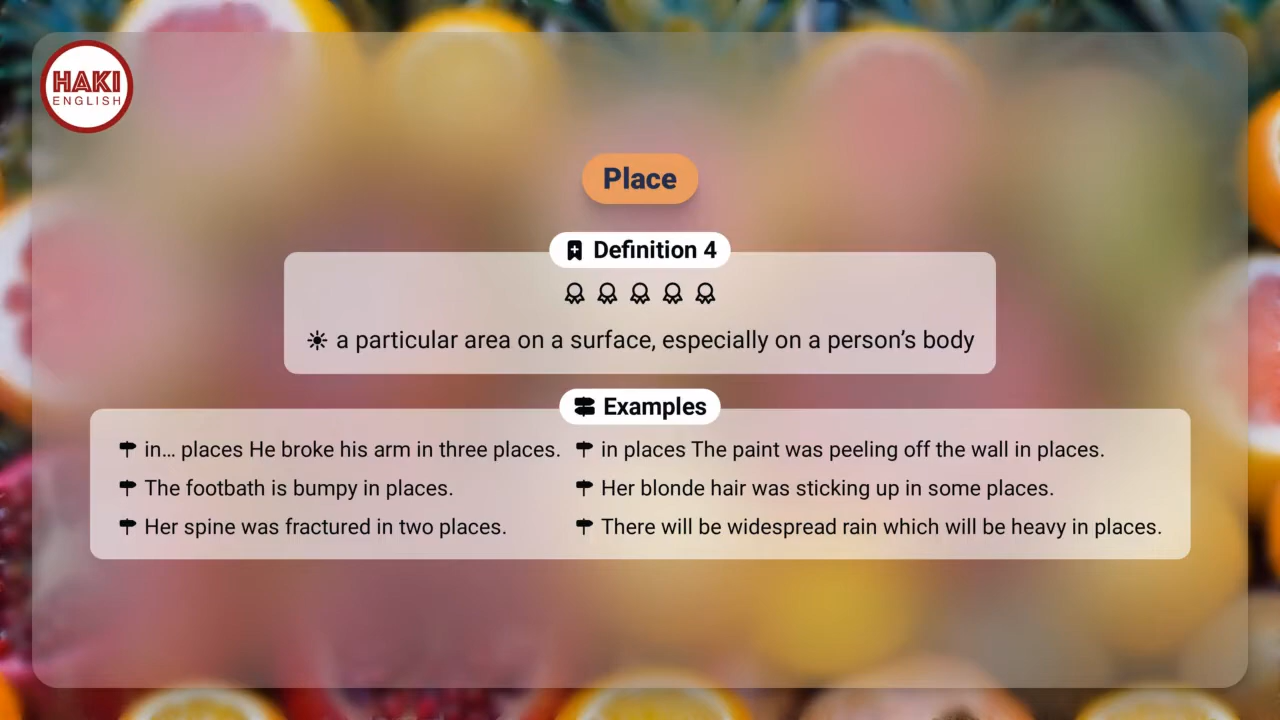 HAKI
ENGLISH
Place
Definition 4
a particular area on a surface, especially on a person’s body
Examples
in… places He broke his arm in three places.
in places The paint was peeling off the wall in places.
The footbath is bumpy in places.
Her blonde hair was sticking up in some places.
Her spine was fractured in two places.
There will be widespread rain which will be heavy in places.